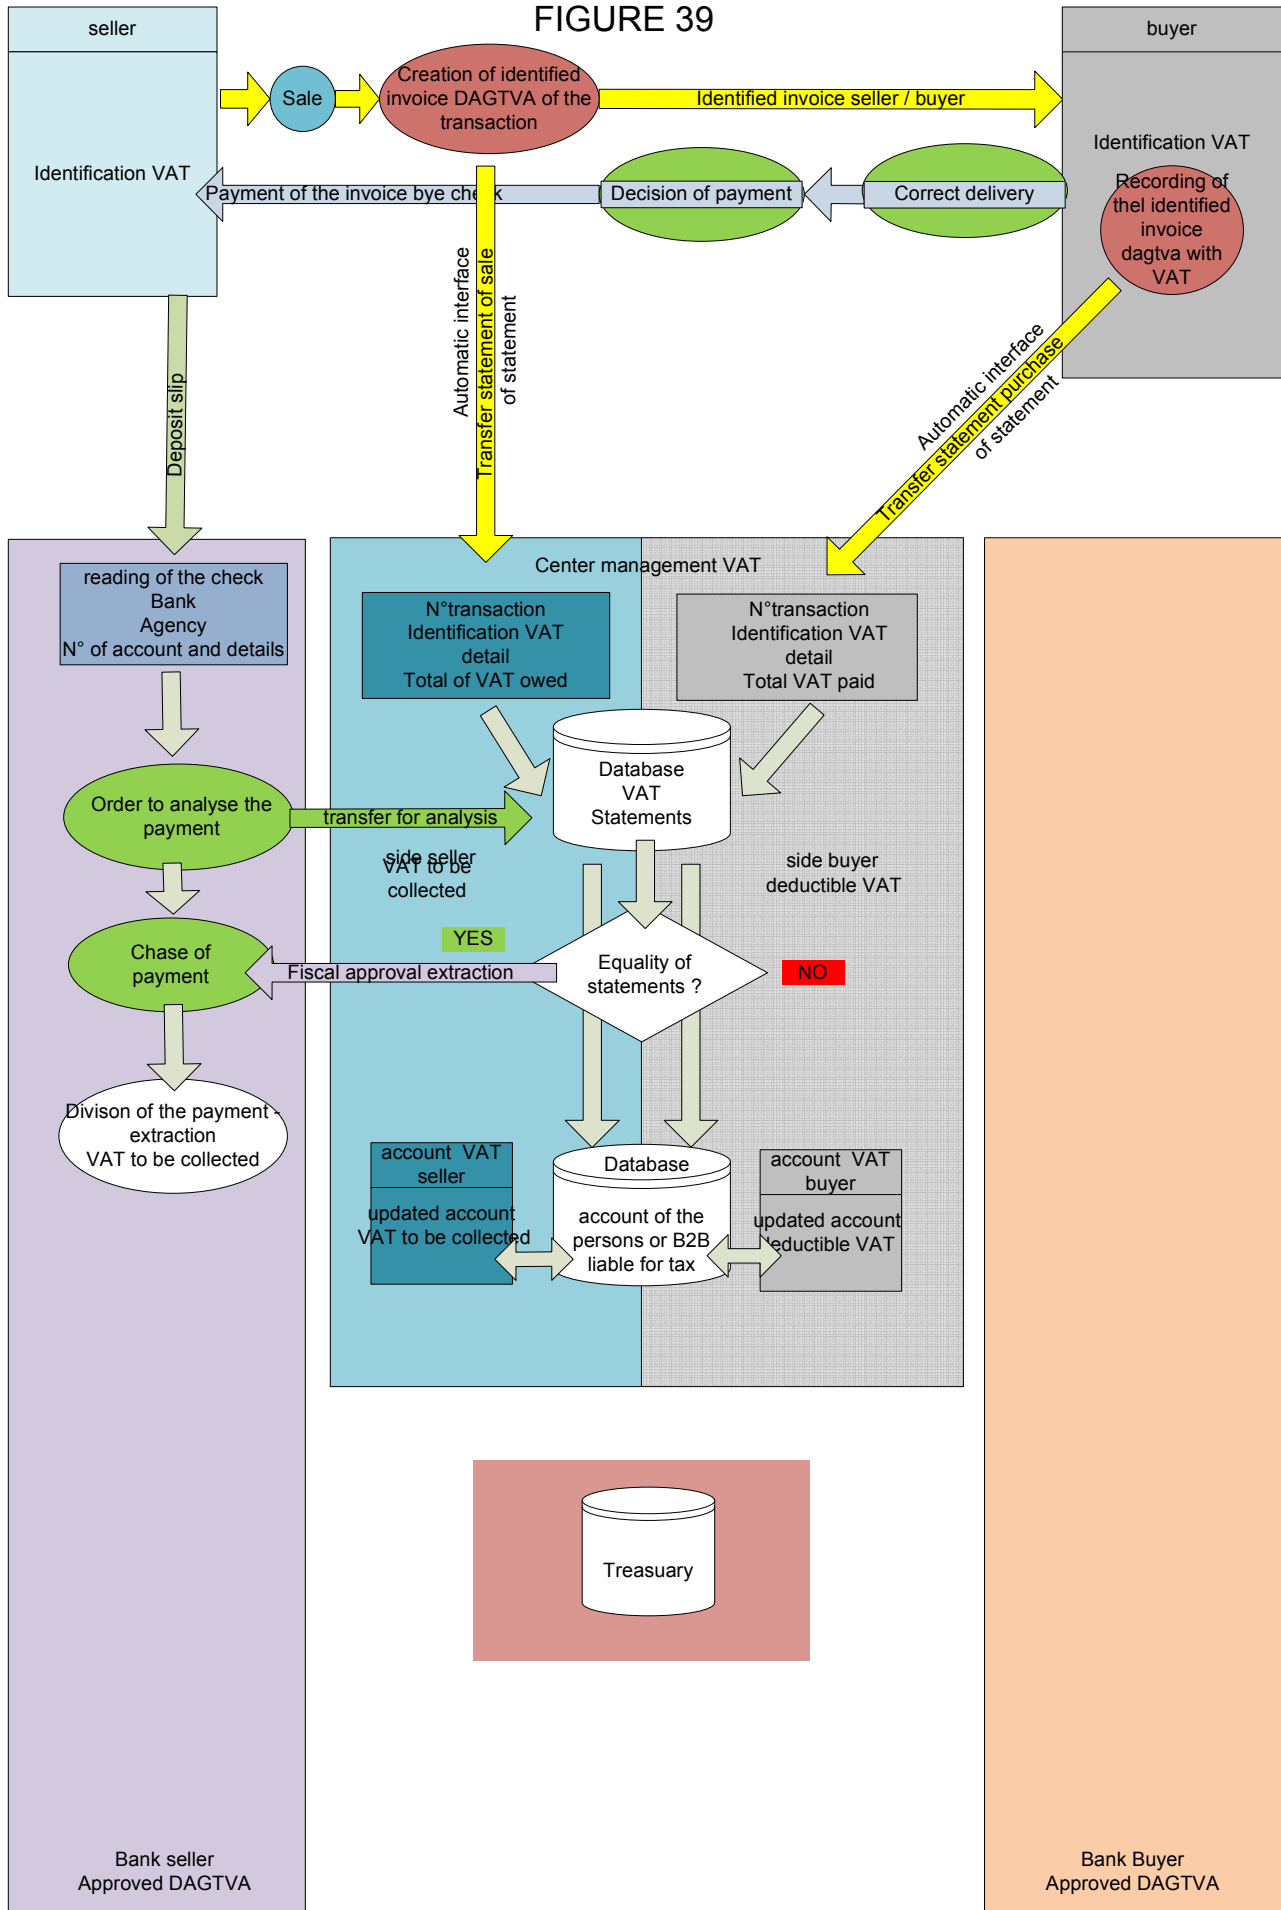 FIGURE 39
seller
Identification VAT
Sale
Creation of identified
invoice DAGTVA of the
transaction
Identified invoice seller / buyer
buyer
Identification VAT
Recording of
thel identified
invoice
dagtva with
VAT
Correct delivery
Decision of payment
Payment of the invoice bye check
Deposit slip
Automatic interface
Transfer statement of sale
of statement
Automatic interface
Transfer statement purchase
of statement
reading of the check
Bank
Agency
N° of account and details
Center management VAT
N°transaction
Identification VAT
detail
Total of VAT owed
N°transaction
Identification VAT
detail
Total VAT paid
Database
VAT
Statements
Order to analyse the
payment
transfer for analysis
side seller
VAT to be
collected
side buyer
deductible VAT
YES
NO
Chase of
payment
Fiscal approval extraction
Equality of
statements ?
Divison of the payment -
extraction
VAT to be collected
account VAT
seller
updated account
VAT to be collected
Database
account of the
persons or B2B
liable for tax
account VAT
buyer
updated account
deductible VAT
Treasuary
Bank seller
Approved DAGTVA
Bank Buyer
Approved DAGTVA